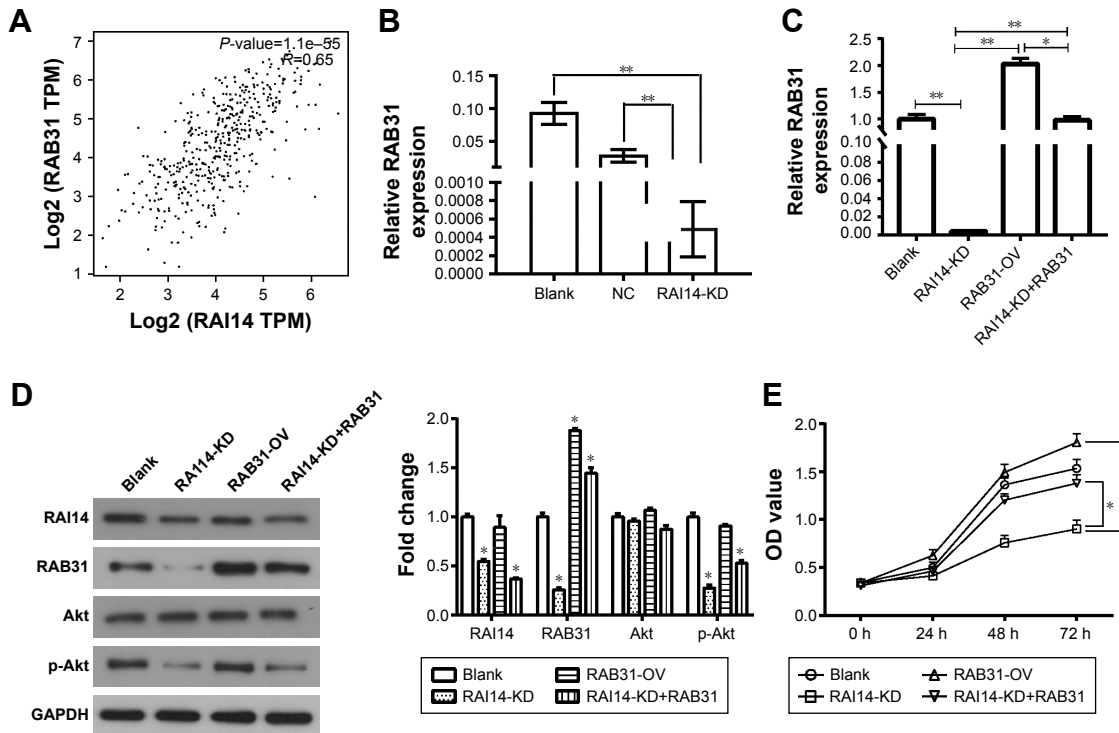 A
Log2 (RAB31 TPM)
7
6
5
4
3
2
1
P-value=1.1e–55
R=0.65
2 3 4 5 6
Log2 (RAI14 TPM)
B
Relative RAB31
expression
0.15
0.10
0.05
0.0010
0.0008
0.0006
0.0004
0.0002
0.0000
**
**
Blank NC RAI14-KD
C
Relative RAB31
expression
2.5
2.0
1.5
1.0
0.10
0.08
0.06
0.04
0.02
0.00
**
** *
**
Blank
RAI14-KD
RAB31-OV
RAI14-KD+RAB31
D
Blank
RA114-KD
RAB31-OV
RAI14-KD+RAB31
RAI14
RAB31
Akt
p-Akt
GAPDH
Fold change
2.0
1.5
1.0
0.5
0.0
*
*
*
*
*
*
*
RAI14 RAB31 Akt p-Akt
Blank RAB31-OV
RAI14-KD RAI14-KD+RAB31
E
OD value
2.0
1.5
1.0
0.5
0.0
*
0 h 24 h 48 h 72 h
Blank RAB31-OV
RAI14-KD RAI14-KD+RAB31